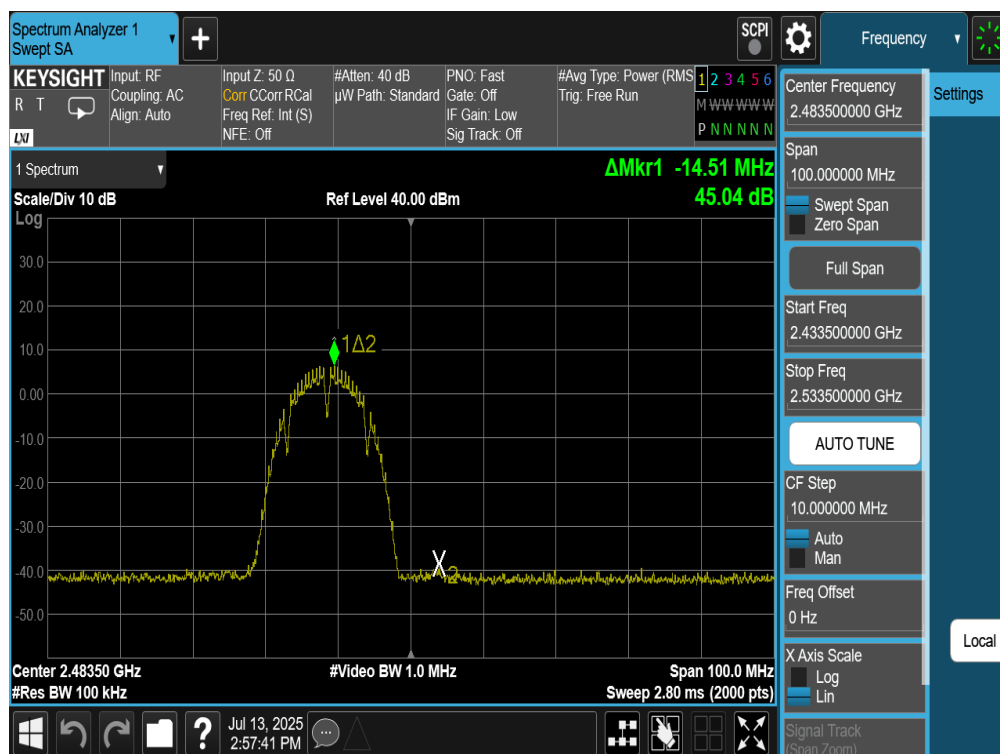 Spectrum Analyzer 1
Swept SA
+
SCPI
Frequency
KEYSIGHT
R T
LXI
Input: RF
Coupling: AC
Align: Auto
Input Z: 50 Ω
Corr CCorr RCal
Freq Ref: Int (S)
NFE: Off
#Atten: 40 dB
µW Path: Standard
PNO: Fast
Gate: Off
IF Gain: Low
Sig Track: Off
#Avg Type: Power (RMS
Trig: Free Run
1 2 3 4 5 6
M W W W W W
P N N N N N
1 Spectrum
Scale/Div 10 dB
Log
Ref Level 40.00 dBm
ΔMkr1 -14.51 MHz
45.04 dB
30.0
20.0
10.0
0.00
-10.0
-20.0
-30.0
-40.0
-50.0
1Δ2
X
2
Center 2.48350 GHz
#Res BW 100 kHz
#Video BW 1.0 MHz
Span 100.0 MHz
Sweep 2.80 ms (2000 pts)
?
Jul 13, 2025
2:57:41 PM
Center Frequency
2.483500000 GHz
Span
100.000000 MHz
Swept Span
Zero Span
Full Span
Start Freq
2.433500000 GHz
Stop Freq
2.533500000 GHz
AUTO TUNE
CF Step
10.000000 MHz
Auto
Man
Freq Offset
0 Hz
X Axis Scale
Log
Lin
Signal Track
(Span Zoom)
Settings
Local